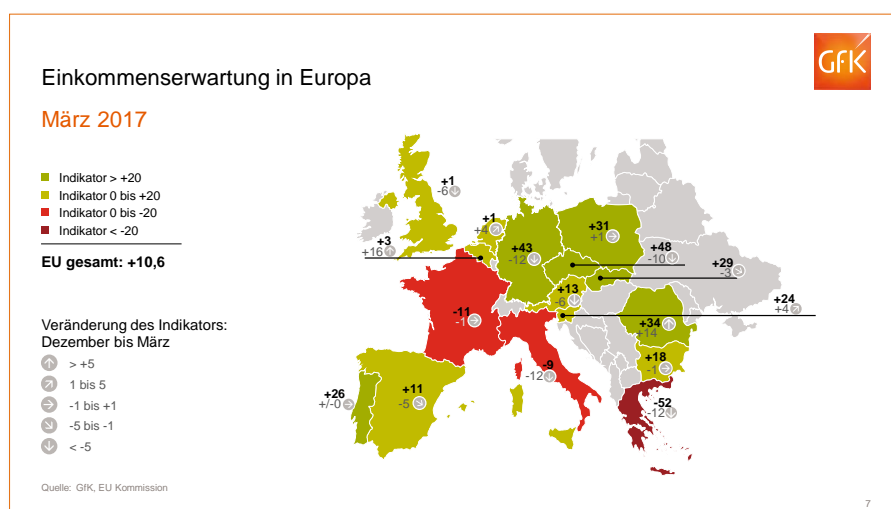 GfK
Einkommenserwartung in Europa
März 2017
Indikator > +20
Indikator 0 bis +20
Indikator 0 bis -20
Indikator < -20
EU gesamt: +10,6
Veränderung des Indikators:
Dezember bis März
> +5
1 bis 5
-1 bis +1
-5 bis -1
< -5
+1
-6
+1
+4
+3
+16
+43
-12
+31
+1
+48
-10
+29
-3
+13
-6
+24
+4
-11
-1
+34
+14
-9
-12
+18
-1
+26
+/-0
+11
-5
-52
-12
Quelle: GfK, EU Kommission
7